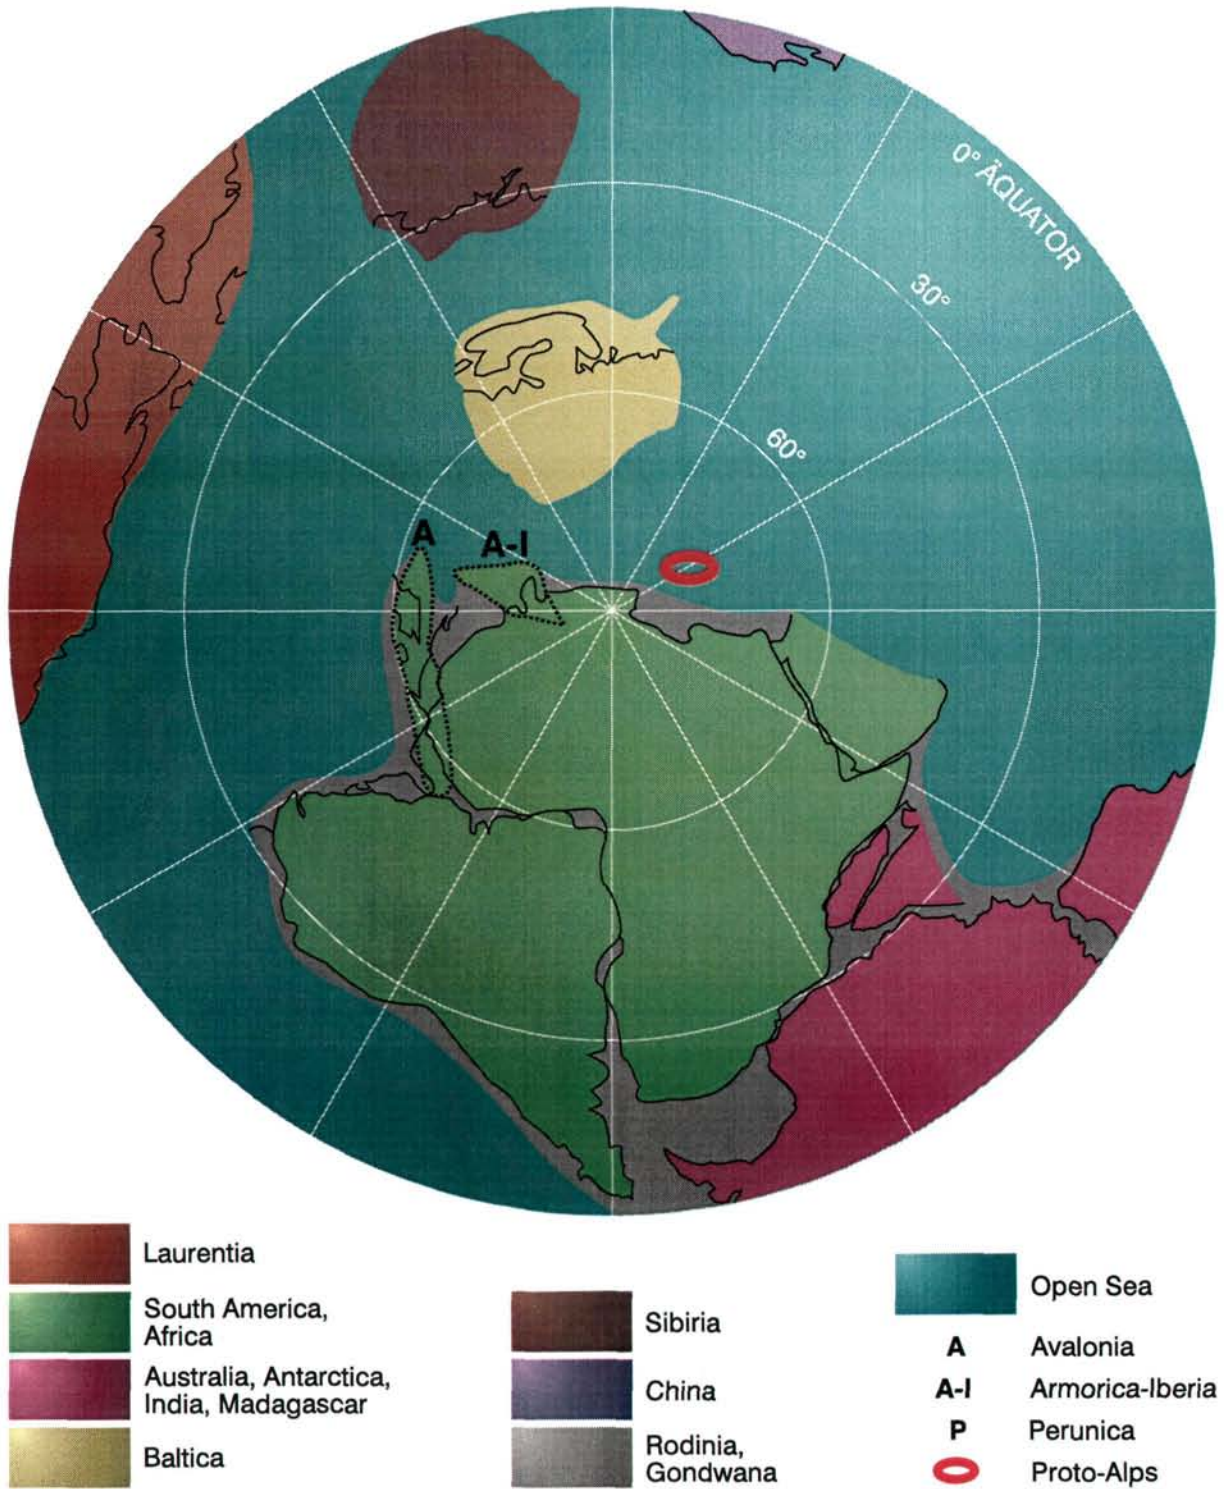 0° ÄQUATOR
30°
60°
A
A-I
Laurentia
South America,
Africa
Australia, Antarctica,
India, Madagascar
Baltica
Sibiria
China
Rodinia,
Gondwana
Open Sea
A Avalonia
A-I Armorica-Iberia
P Perunica
Proto-Alps